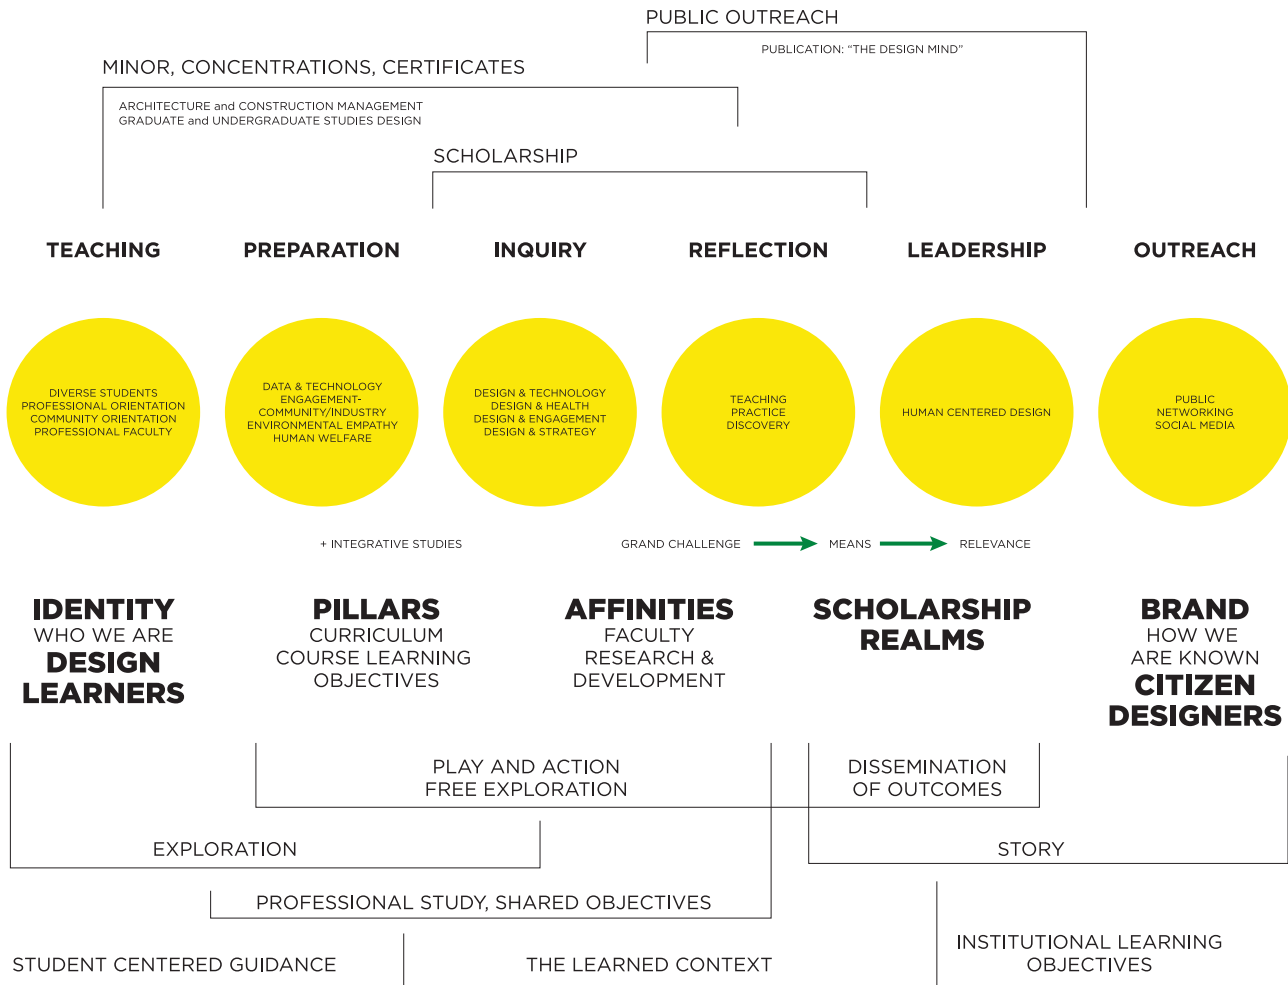 PUBLIC OUTREACH
PUBLICATION: “THE DESIGN MIND”
MINOR, CONCENTRATIONS, CERTIFICATES
ARCHITECTURE and CONSTRUCTION MANAGEMENT
GRADUATE and UNDERGRADUATE STUDIES DESIGN
SCHOLARSHIP
TEACHING
PREPARATION
INQUIRY
REFLECTION
LEADERSHIP
OUTREACH
DIVERSE STUDENTS
PROFESSIONAL ORIENTATION
COMMUNITY ORIENTATION
PROFESSIONAL FACULTY
DATA & TECHNOLOGY
ENGAGEMENT-
COMMUNITY/INDUSTRY
ENVIRONMENTAL EMPATHY
HUMAN WELFARE
DESIGN & TECHNOLOGY
DESIGN & HEALTH
DESIGN & ENGAGEMENT
DESIGN & STRATEGY
TEACHING
PRACTICE
DISCOVERY
HUMAN CENTERED DESIGN
PUBLIC
NETWORKING
SOCIAL MEDIA
+ INTEGRATIVE STUDIES
GRAND CHALLENGE
MEANS
RELEVANCE
IDENTITY
WHO WE ARE
DESIGN
LEARNERS
PILLARS
CURRICULUM
COURSE LEARNING
OBJECTIVES
AFFINITIES
FACULTY
RESEARCH &
DEVELOPMENT
SCHOLARSHIP
REALMS
BRAND
HOW WE
ARE KNOWN
CITIZEN
DESIGNERS
PLAY AND ACTION
FREE EXPLORATION
DISSEMINATION
OF OUTCOMES
EXPLORATION
STORY
PROFESSIONAL STUDY, SHARED OBJECTIVES
STUDENT CENTERED GUIDANCE
THE LEARNED CONTEXT
INSTITUTIONAL LEARNING
OBJECTIVES